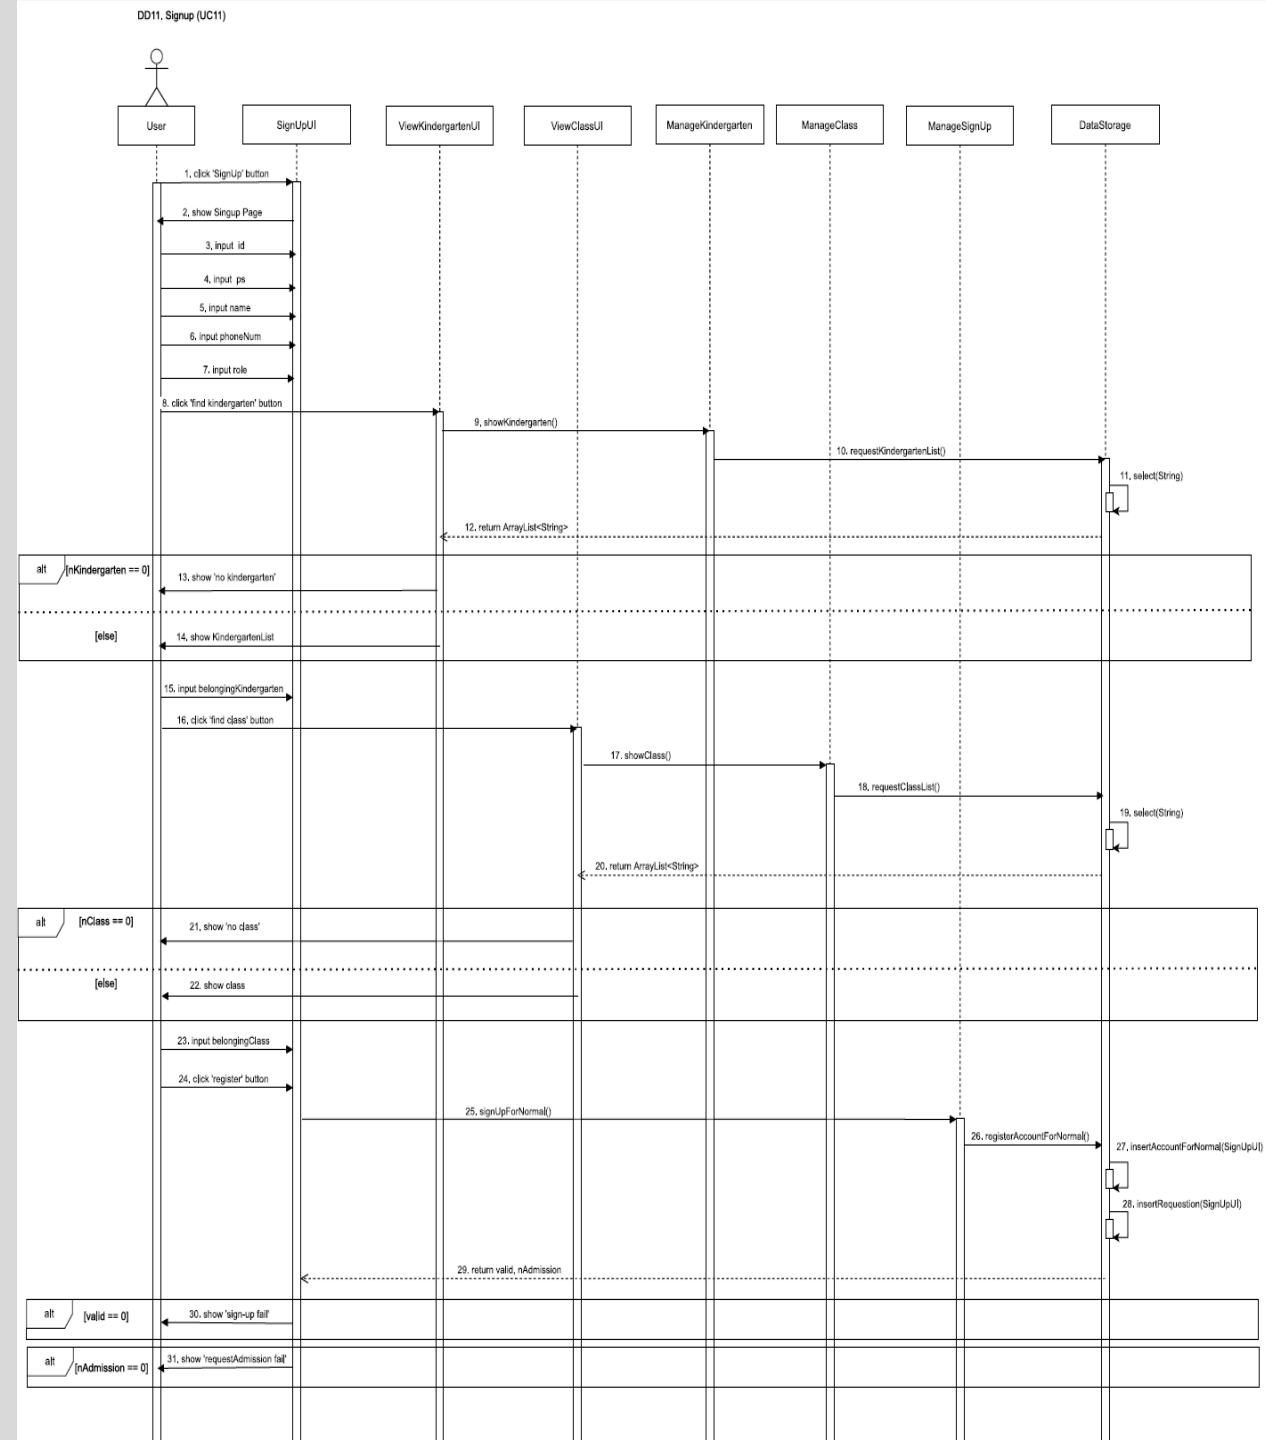 DD11. Signup (UC11)
User
SignUpUI
ViewKindergartenUI
ViewClassUI
ManageKindergarten
ManageClass
ManageSignUp
DataStorage
1. click 'SignUp' button
2. show Singup Page
3. input id
4. input ps
5. input name
6. input phoneNum
7. input role
8. click 'find kindergarten' button
9. showKindergarten()
10. requestKindergartenList()
11. select(String)
12. return ArrayList<String>
alt [nKindergarten == 0]
13. show 'no kindergarten'
[else]
14. show KindergartenList
15. input belongingKindergarten
16. click 'find class' button
17. showClass()
18. requestClassList()
19. select(String)
20. return ArrayList<String>
alt [nClass == 0]
21. show 'no class'
[else]
22. show class
23. input belongingClass
24. click 'register' button
25. signUpForNormal()
26. registerAccountForNormal()
27. insertAccountForNormal(SignUpUI)
28. insertRequestion(SignUpUI)
29. return valid, nAdmission
alt [valid == 0]
30. show 'sign-up fail'
alt [nAdmission == 0]
31. show 'requestAdmission fail'